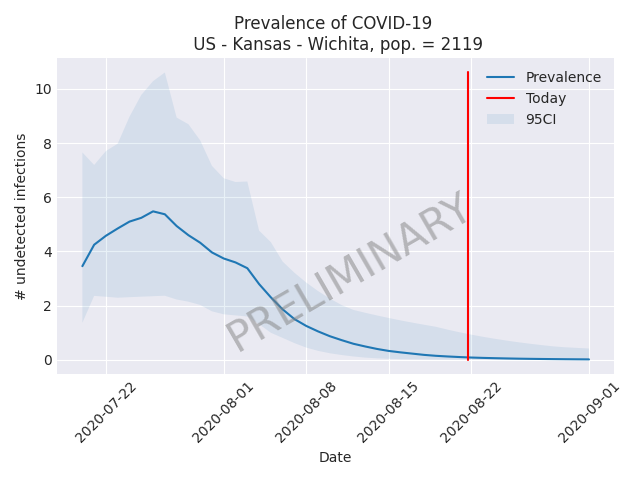 Prevalence of COVID-19
US - Kansas - Wichita, pop. = 2119
# undetected infections
10
8
6
4
2
0
Prevalence
Today
95CI
PRELIMINARY
2020-07-22
2020-08-01
2020-08-08
2020-08-15
2020-08-22
2020-09-01
Date